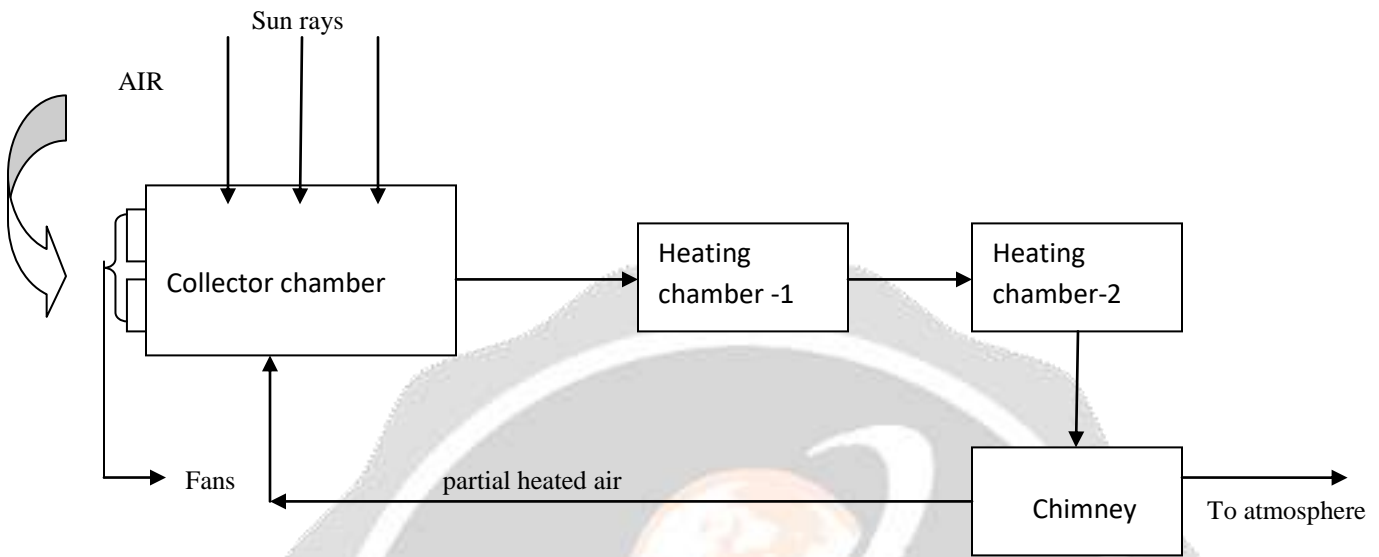 Sun rays
AIR
Collector chamber
Heating
chamber -1
Heating
chamber-2
Fans
partial heated air
Chimney
To atmosphere